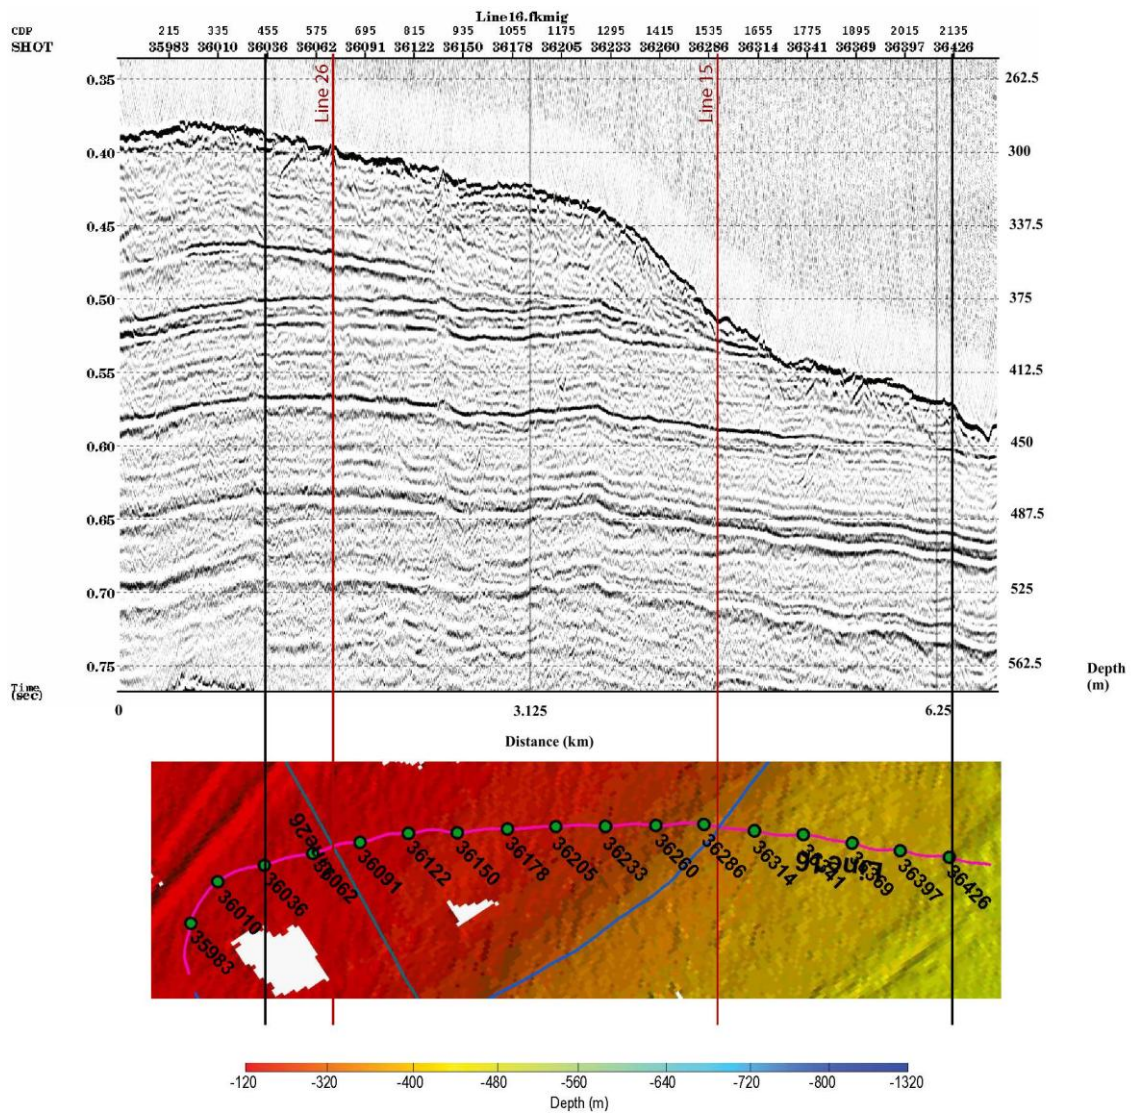 Line16.fkmig
CDP 215 335 455 575 695 815 935 1055 1175 1295 1415 1535 1655 1775 1895 2015 2135
SHOT 35983 36010 36036 36062 36091 36122 36150 36178 36205 36233 36260 36286 36314 36341 36369 36397 36426
Line 26
Line 15
0.35 262.5
0.40 300
0.45 337.5
0.50 375
0.55 412.5
0.60 450
0.65 487.5
0.70 525
0.75 562.5
Time
(sec)
Depth
(m)
0 3.125 6.25
Distance (km)
35983
36010
36036
36062
36091
36122
36150
36178
36205
36233
36260
36286
36314
36341
36369
36397
36426
Line 26
Line 16
-120 -320 -400 -480 -560 -640 -720 -800 -1320
Depth (m)